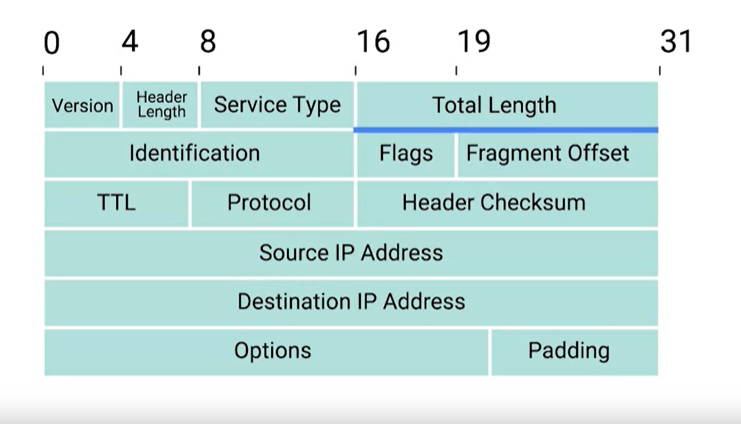 0 4 8 16 19 31
Version Header Length Service Type Total Length
Identification Flags Fragment Offset
TTL Protocol Header Checksum
Source IP Address
Destination IP Address
Options Padding